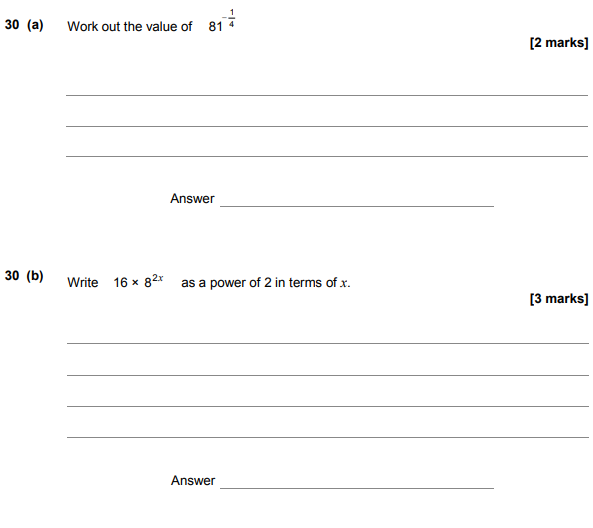 30 (a) Work out the value of 81^{-\frac{1}{4}}
[2 marks]
Answer
30 (b) Write 16 × 8^{2x} as a power of 2 in terms of x.
[3 marks]
Answer